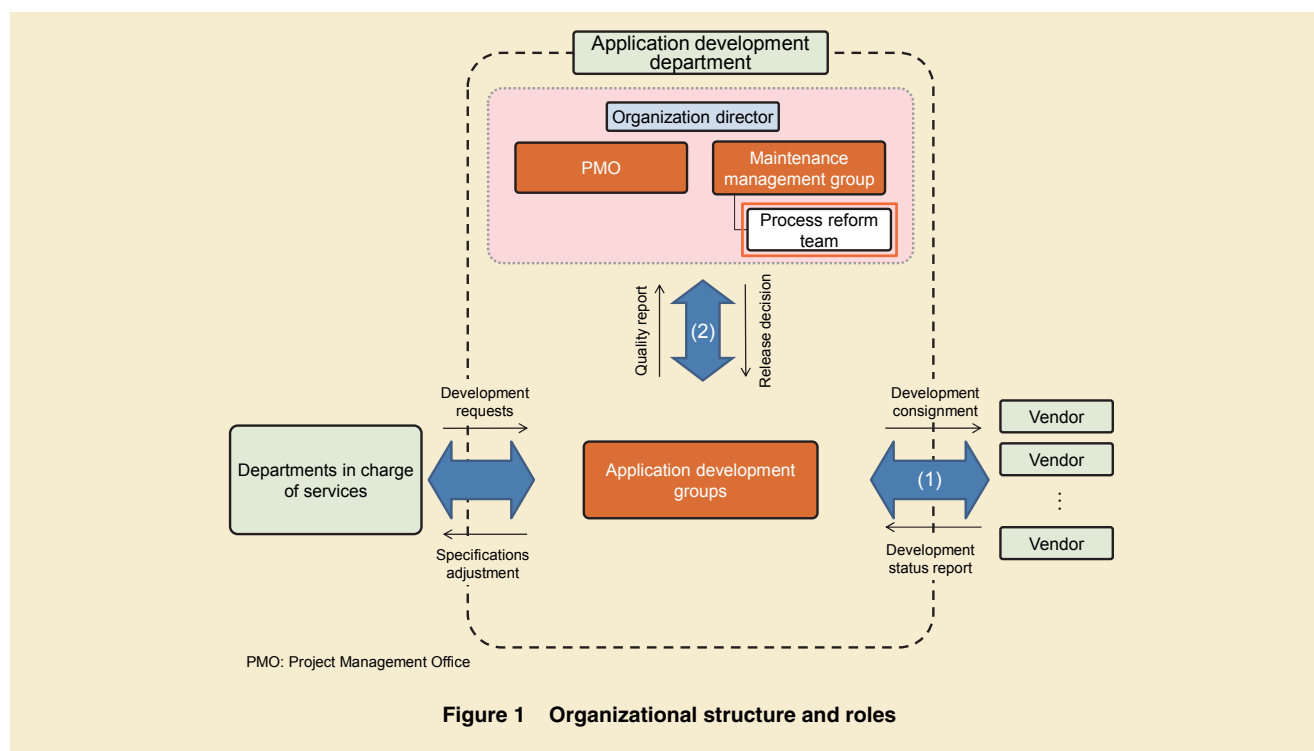 Application development
department
Organization director
PMO
Maintenance
management group
Process reform
team
Quality report
(2)
Release decision
Development
requests
Development
consignment
Departments in charge
of services
Application development
groups
(1)
Vendor
Vendor
⋮
Vendor
Specifications
adjustment
Development
status report
PMO: Project Management Office
Figure 1 Organizational structure and roles